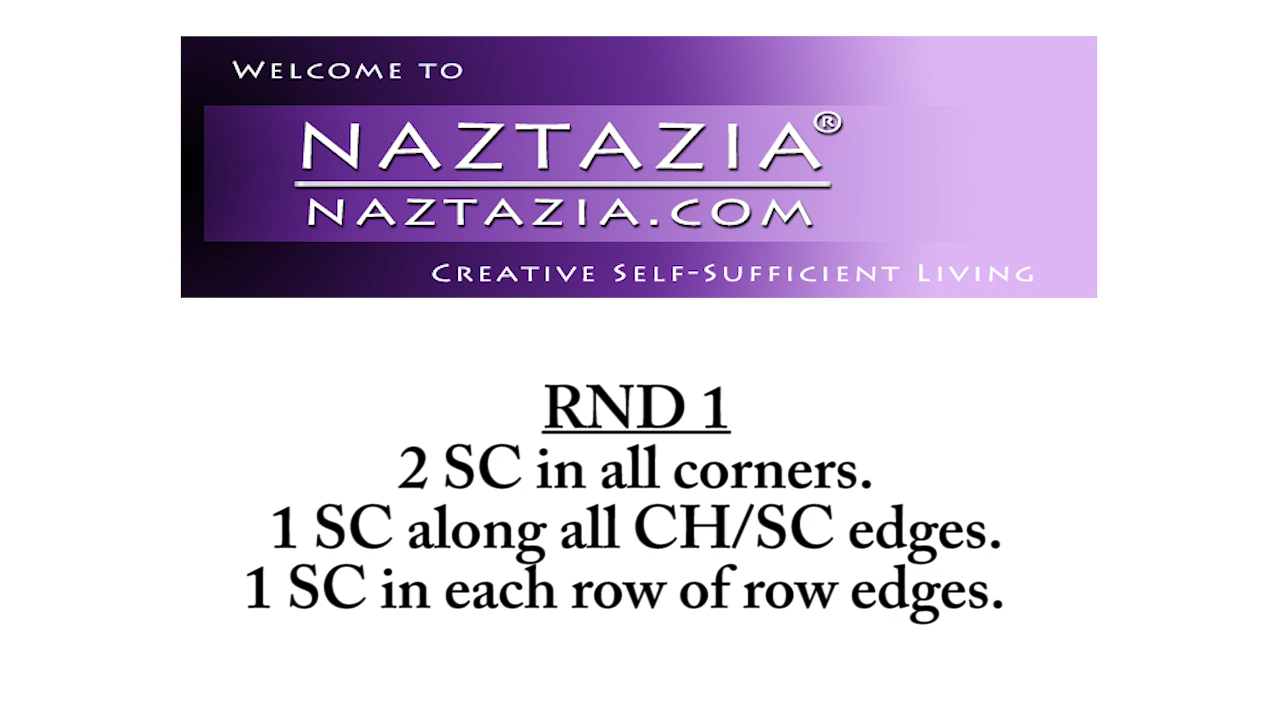 Welcome to
NAZTAZIA®
NAZTAZIA.COM
Creative Self-Sufficient Living
RND 1
2 SC in all corners.
1 SC along all CH/SC edges.
1 SC in each row of row edges.